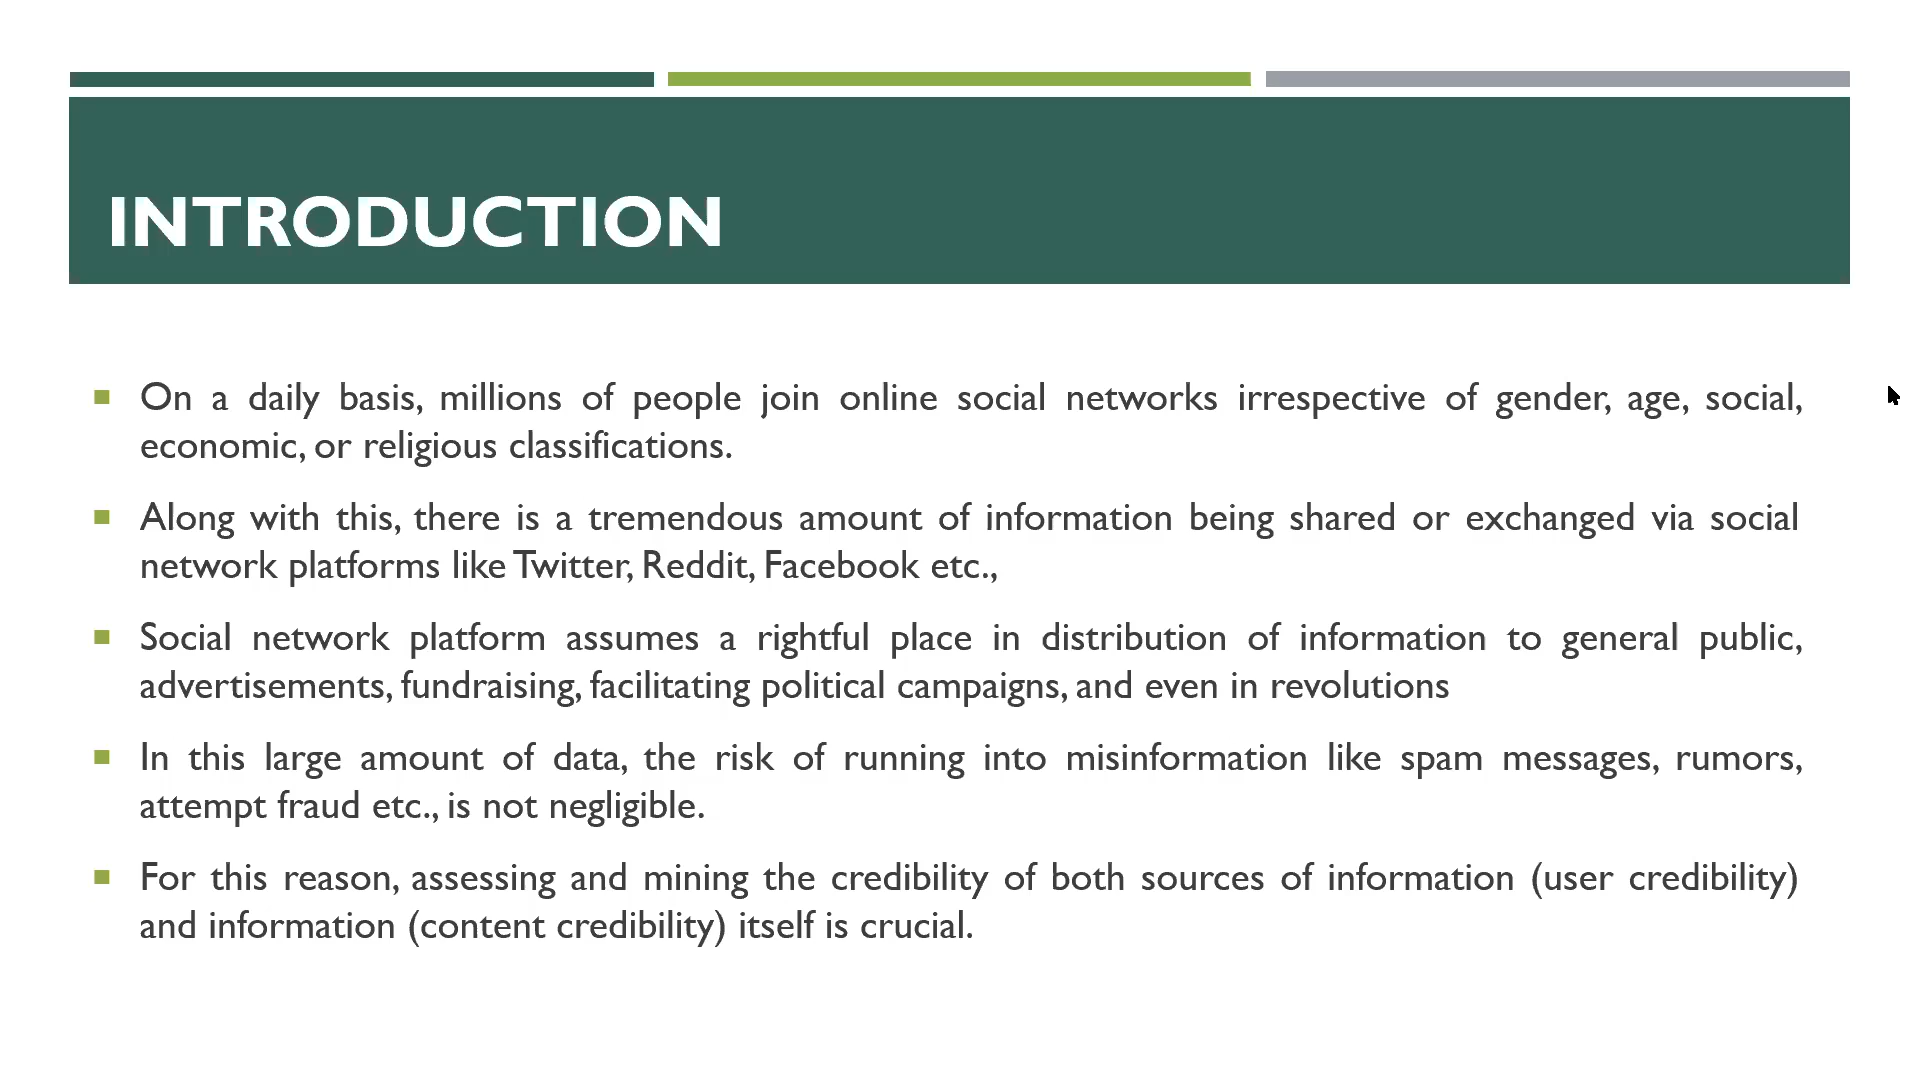 INTRODUCTION
On a daily basis, millions of people join online social networks irrespective of gender, age, social,
economic, or religious classifications.
Along with this, there is a tremendous amount of information being shared or exchanged via social
network platforms like Twitter, Reddit, Facebook etc.,
Social network platform assumes a rightful place in distribution of information to general public,
advertisements, fundraising, facilitating political campaigns, and even in revolutions
In this large amount of data, the risk of running into misinformation like spam messages, rumors,
attempt fraud etc., is not negligible.
For this reason, assessing and mining the credibility of both sources of information (user credibility)
and information (content credibility) itself is crucial.